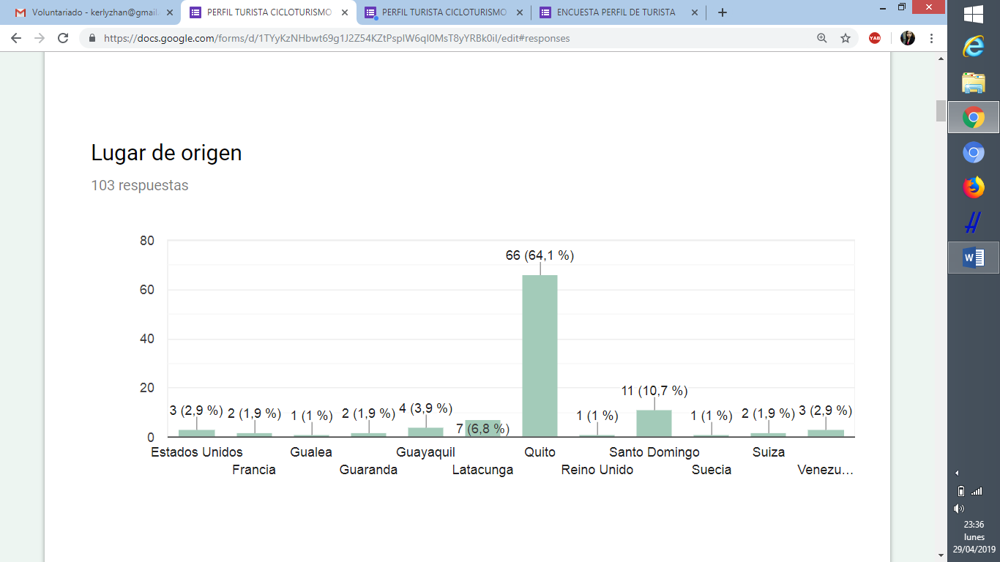 Voluntariado - kerlyzhan@gmail.
PERFIL TURISTA CICLOTURISMO
PERFIL TURISTA CICLOTURISMO
ENCUESTA PERFIL DE TURISTA
https://docs.google.com/forms/d/1TYyKzNHbwt69g1J2Z54KZtPspIW6qI0MsT8yYRBk0iI/edit#responses
YAB
Lugar de origen
103 respuestas
80
60
40
20
0
3 (2,9 %)
2 (1,9 %)
1 (1 %)
2 (1,9 %)
4 (3,9 %)
7 (6,8 %)
66 (64,1 %)
1 (1 %)
11 (10,7 %)
1 (1 %)
2 (1,9 %)
3 (2,9 %)
Estados Unidos
Francia
Gualea
Guaranda
Guayaquil
Latacunga
Quito
Reino Unido
Santo Domingo
Suecia
Suiza
Venezu…
W
23:36
lunes
29/04/2019